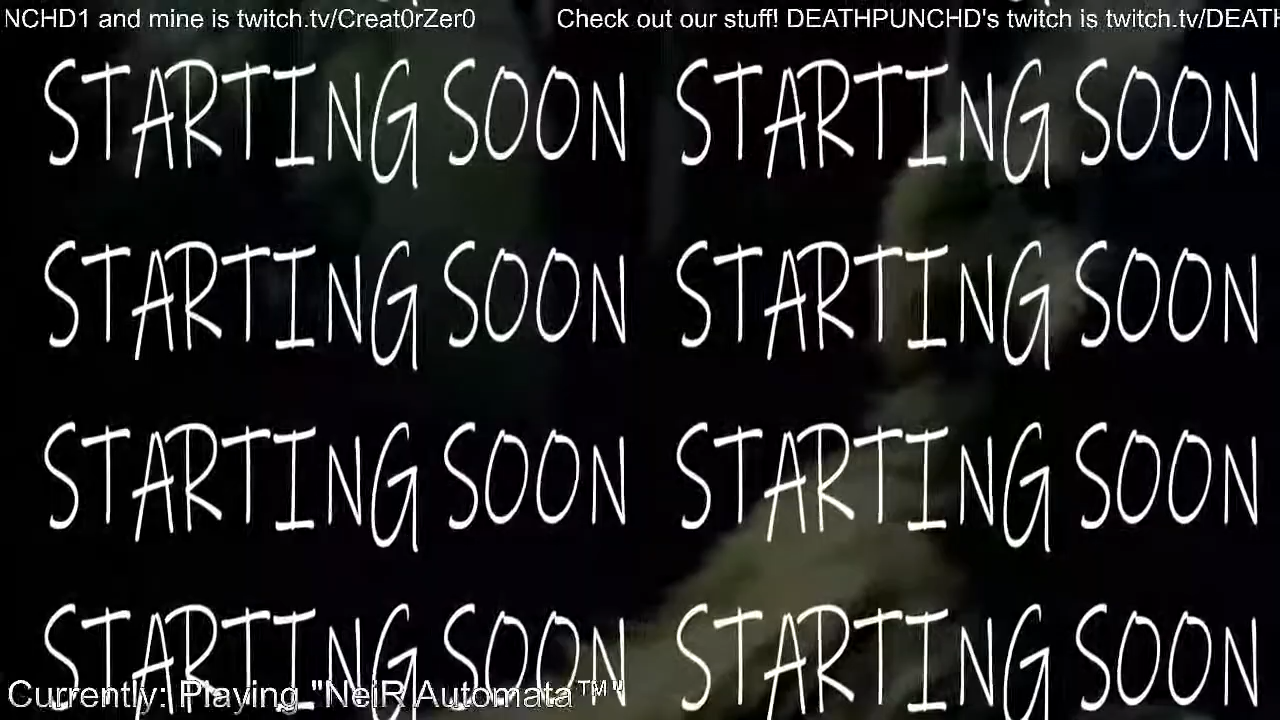 NCHD1 and mine is twitch.tv/Creat0rZer0 Check out our stuff! DEATHPUNCHD's twitch is twitch.tv/DEATH
STARTING SOON STARTING SOON
STARTING SOON STARTING SOON
STARTING SOON STARTING SOON
STARTING SOON STARTING SOON
Currently: Playing "NeiR Automata™"